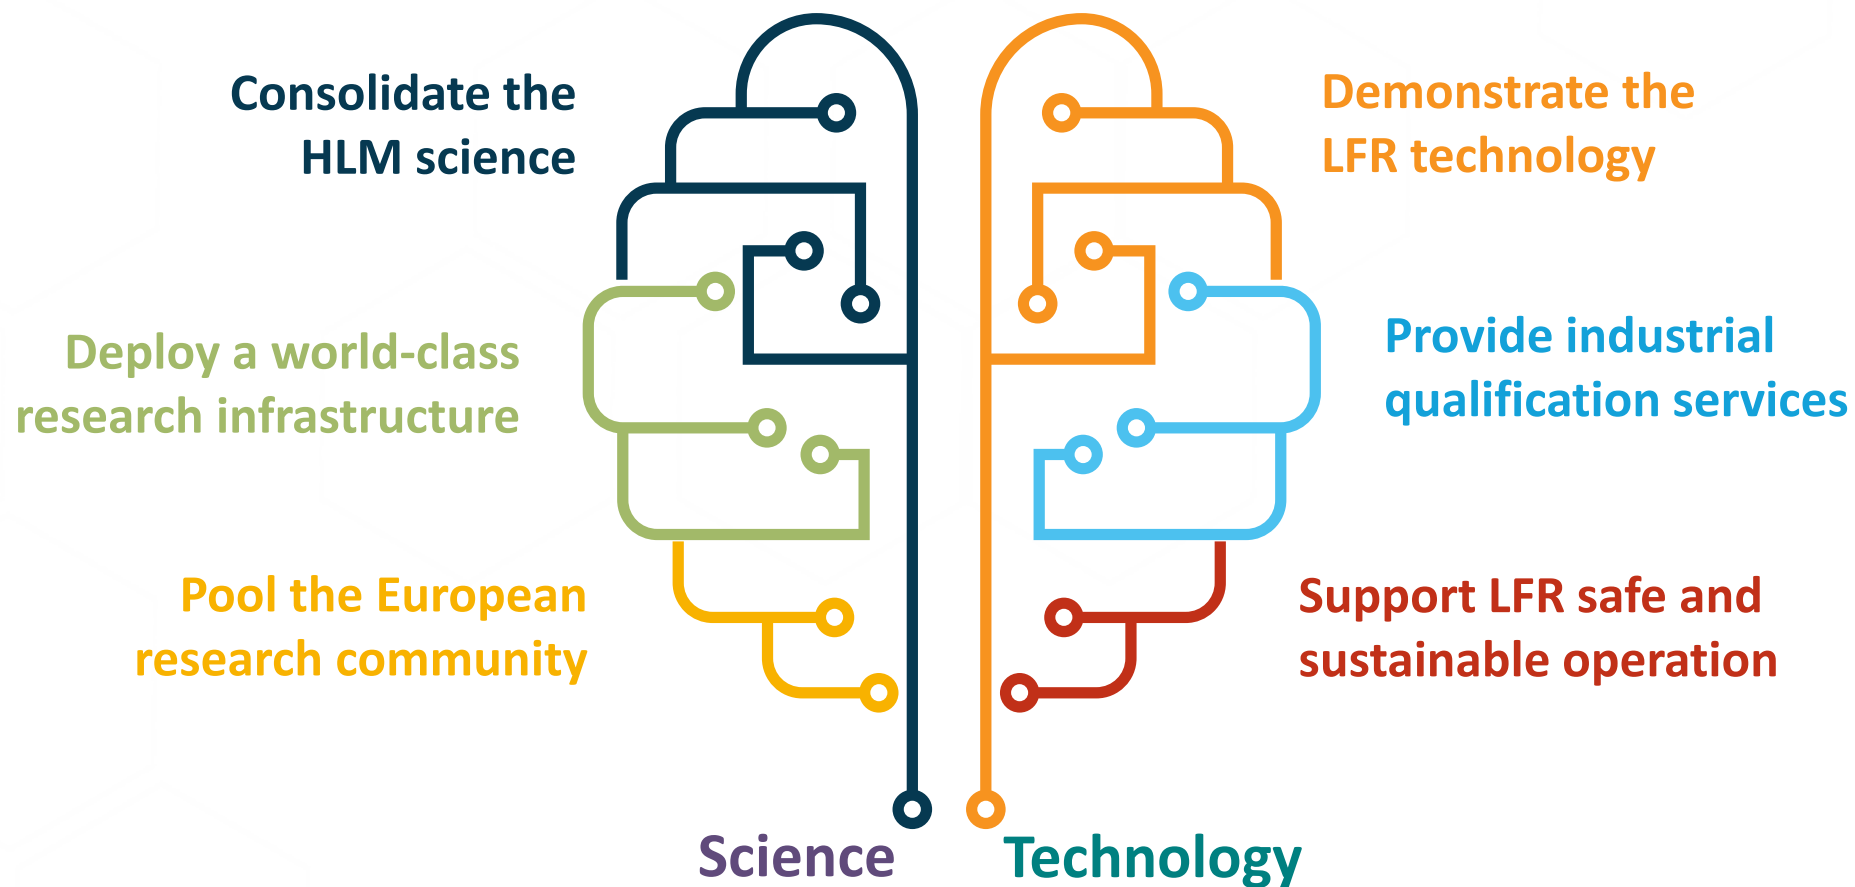 Consolidate the
HLM science
Deploy a world-class
research infrastructure
Pool the European
research community
Demonstrate the
LFR technology
Provide industrial
qualification services
Support LFR safe and
sustainable operation
Science
Technology